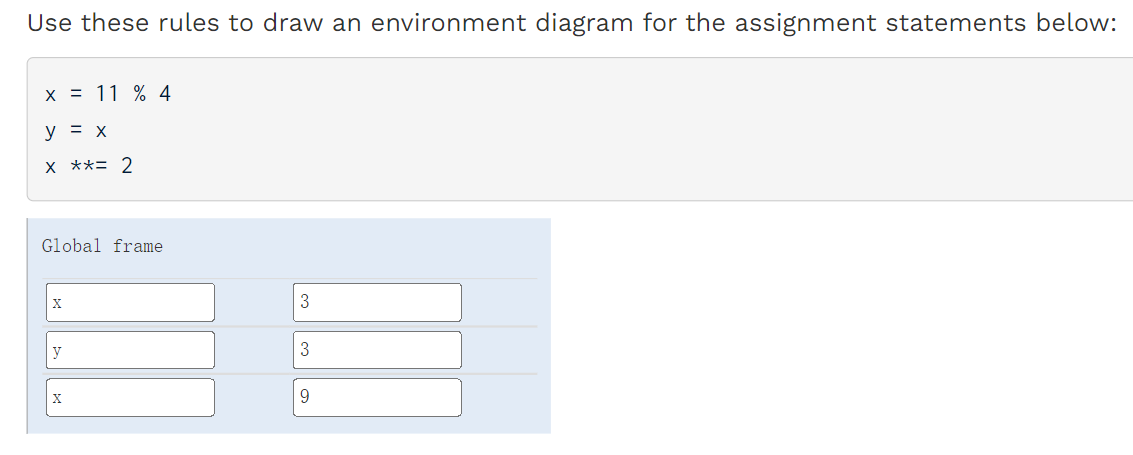 Use these rules to draw an environment diagram for the assignment statements below:
x = 11 % 4
y = x
x **= 2
Global frame
x 3
y 3
x 9